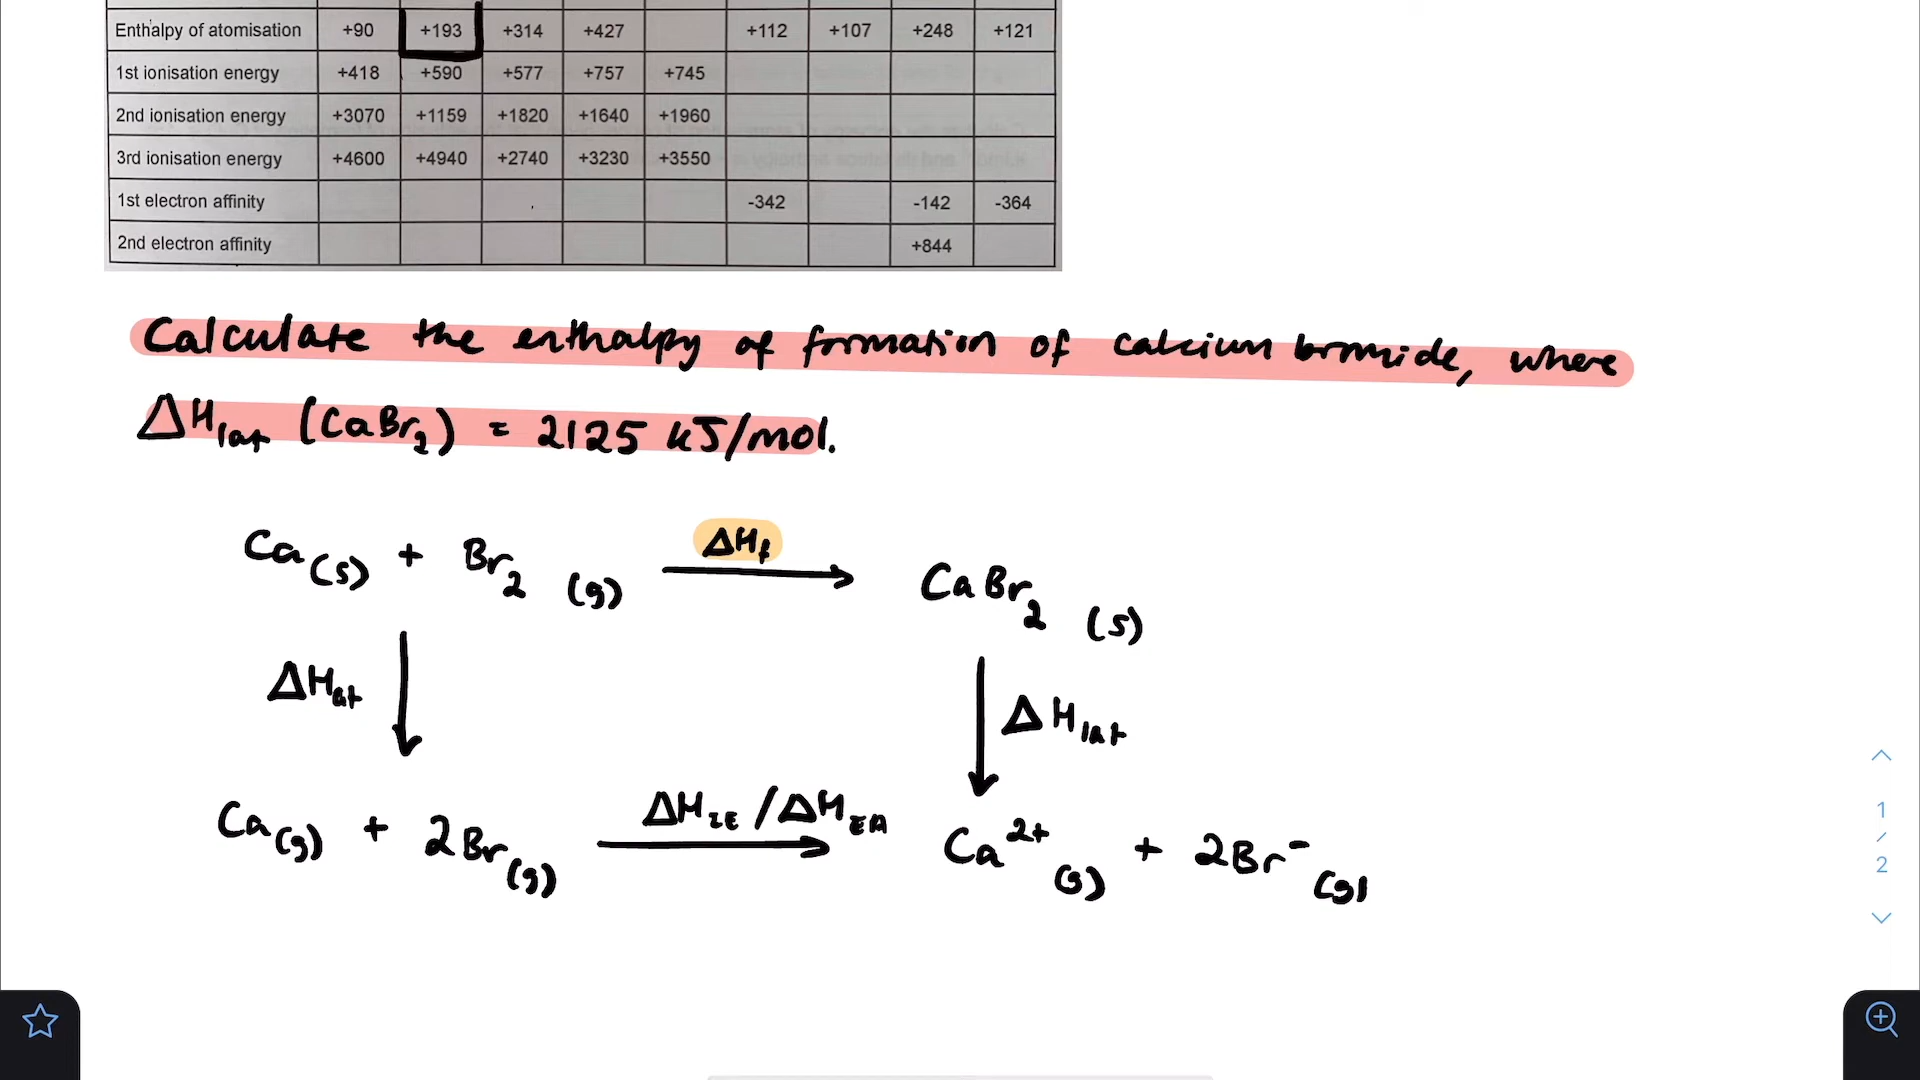 Enthalpy of atomisation +90 +193 +314 +427 +112 +107 +248 +121
1st ionisation energy +418 +590 +577 +757 +745
2nd ionisation energy +3070 +1159 +1820 +1640 +1960
3rd ionisation energy +4600 +4940 +2740 +3230 +3550
1st electron affinity -342 -142 -364
2nd electron affinity +844
Calculate the enthalpy of formation of calcium bromide, where
ΔH lat (CaBr2) = 2125 kJ/mol.
Ca(s) + Br2 (g) ΔHf CaBr2 (s)
ΔHat ΔHlat
Ca(g) + 2Br(g) ΔHIE / ΔHEA Ca2+ (g) + 2Br- (g)
1
/
2